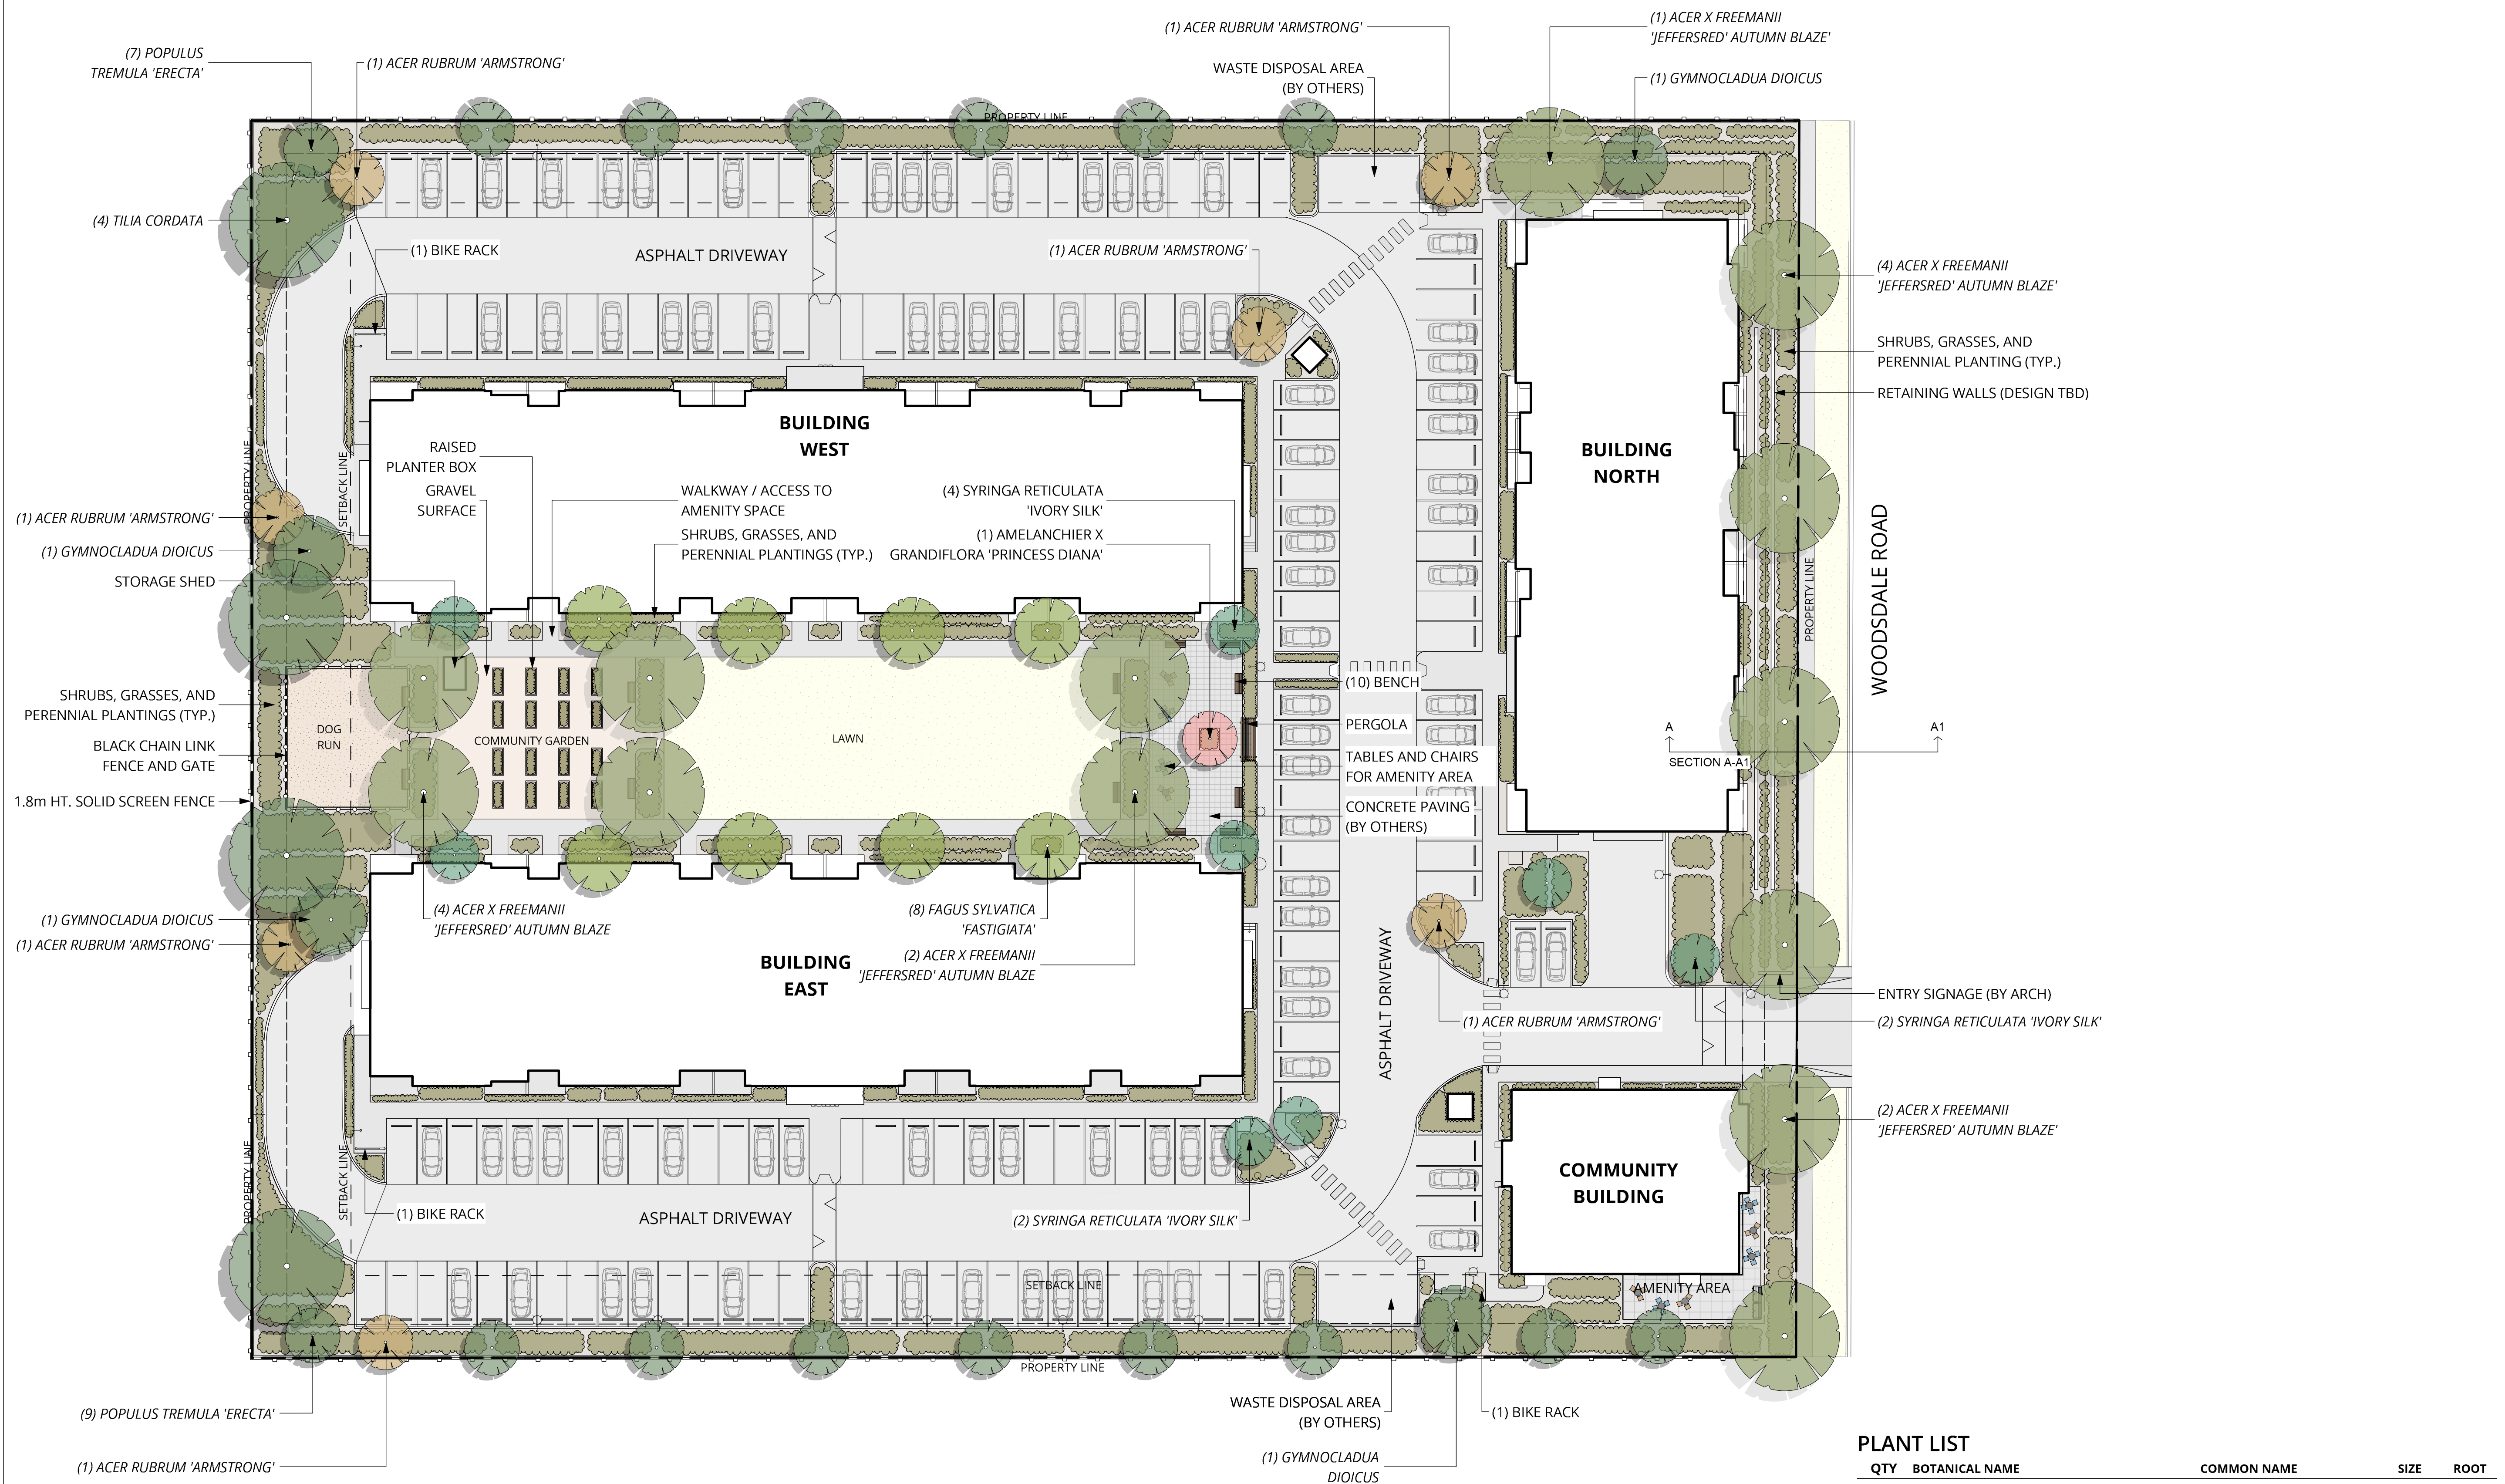 (1) ACER RUBRUM 'ARMSTRONG'
(1) ACER X FREEMANII
'JEFFERSRED' AUTUMN BLAZE'
(7) POPULUS
TREMULA 'ERECTA'
(1) ACER RUBRUM 'ARMSTRONG'
WASTE DISPOSAL AREA
(BY OTHERS)
(1) GYMNOCLADUA DIOICUS
PROPERTY LINE
(4) TILIA CORDATA
(1) BIKE RACK
ASPHALT DRIVEWAY
(1) ACER RUBRUM 'ARMSTRONG'
(4) ACER X FREEMANII
'JEFFERSRED' AUTUMN BLAZE'
SHRUBS, GRASSES, AND
PERENNIAL PLANTING (TYP.)
RETAINING WALLS (DESIGN TBD)
BUILDING
WEST
BUILDING
NORTH
RAISED
PLANTER BOX
GRAVEL
SURFACE
WALKWAY / ACCESS TO
AMENITY SPACE
SHRUBS, GRASSES, AND
PERENNIAL PLANTINGS (TYP.)
(4) SYRINGA RETICULATA
'IVORY SILK'
(1) AMELANCHIER X
GRANDIFLORA 'PRINCESS DIANA'
PROPERTY LINE
SETBACK LINE
(1) ACER RUBRUM 'ARMSTRONG'
(1) GYMNOCLADUA DIOICUS
STORAGE SHED
WOODSDALE ROAD
PROPERTY LINE
SHRUBS, GRASSES, AND
PERENNIAL PLANTINGS (TYP.)
BLACK CHAIN LINK
FENCE AND GATE
1.8m HT. SOLID SCREEN FENCE
DOG
RUN
COMMUNITY GARDEN
LAWN
(10) BENCH
PERGOLA
TABLES AND CHAIRS
FOR AMENITY AREA
CONCRETE PAVING
(BY OTHERS)
A
A1
SECTION A-A1
(1) GYMNOCLADUA DIOICUS
(1) ACER RUBRUM 'ARMSTRONG'
(4) ACER X FREEMANII
'JEFFERSRED' AUTUMN BLAZE
(8) FAGUS SYLVATICA
'FASTIGIATA'
(2) ACER X FREEMANII
'JEFFERSRED' AUTUMN BLAZE
BUILDING
EAST
ASPHALT DRIVEWAY
(1) ACER RUBRUM 'ARMSTRONG'
ENTRY SIGNAGE (BY ARCH)
(2) SYRINGA RETICULATA 'IVORY SILK'
(2) ACER X FREEMANII
'JEFFERSRED' AUTUMN BLAZE'
COMMUNITY
BUILDING
PROPERTY LINE
SETBACK LINE
(1) BIKE RACK
ASPHALT DRIVEWAY
(2) SYRINGA RETICULATA 'IVORY SILK'
SETBACK LINE
AMENITY AREA
PROPERTY LINE
(9) POPULUS TREMULA 'ERECTA'
(1) ACER RUBRUM 'ARMSTRONG'
WASTE DISPOSAL AREA
(BY OTHERS)
(1) BIKE RACK
(1) GYMNOCLADUA
DIOICUS
PLANT LIST
QTY BOTANICAL NAME COMMON NAME SIZE ROOT